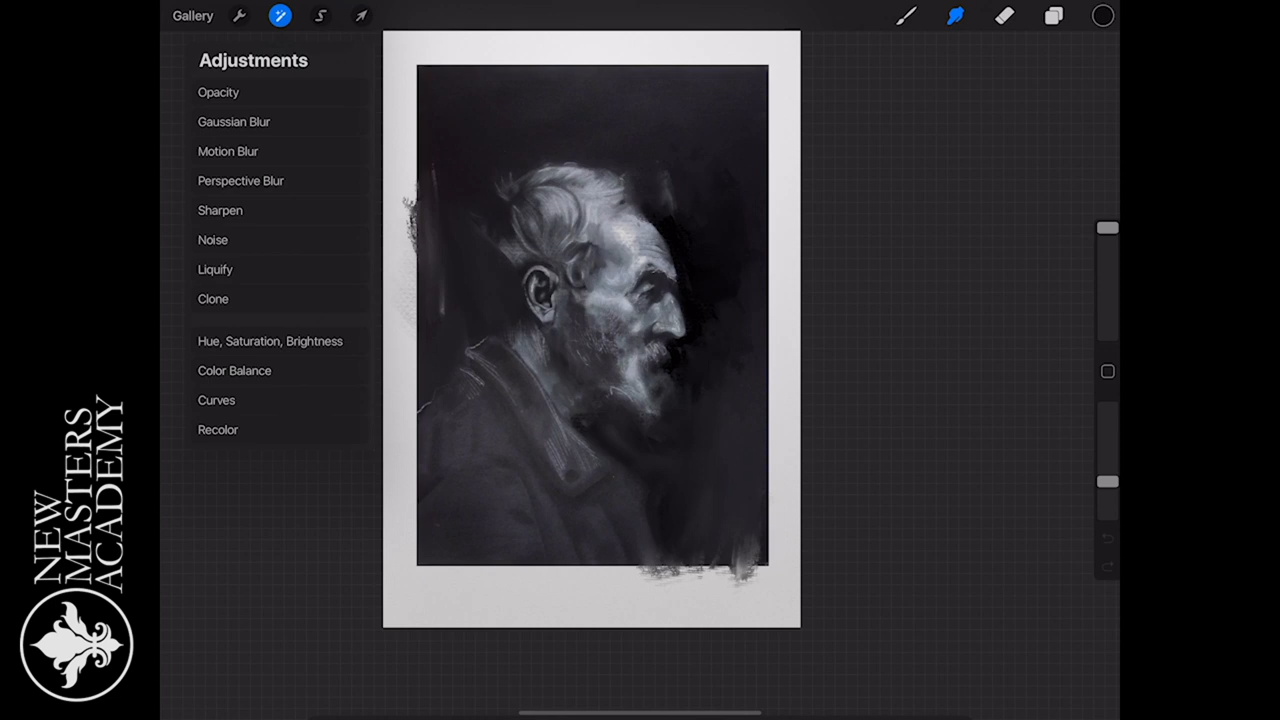 Gallery
Adjustments
Opacity
Gaussian Blur
Motion Blur
Perspective Blur
Sharpen
Noise
Liquify
Clone
Hue, Saturation, Brightness
Color Balance
Curves
Recolor
NEW
MASTERS
ACADEMY